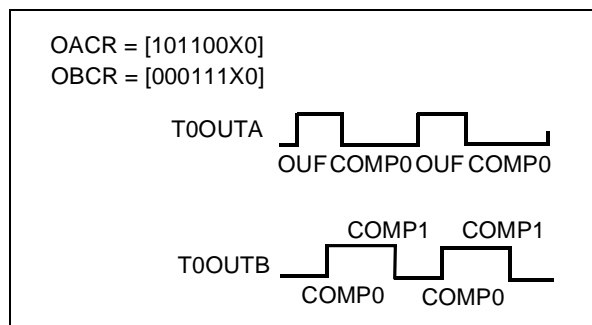 OACR = [101100X0]
OBCR = [000111X0]
T0OUTA
OUF COMP0 OUF COMP0
COMP1 COMP1
T0OUTB
COMP0 COMP0